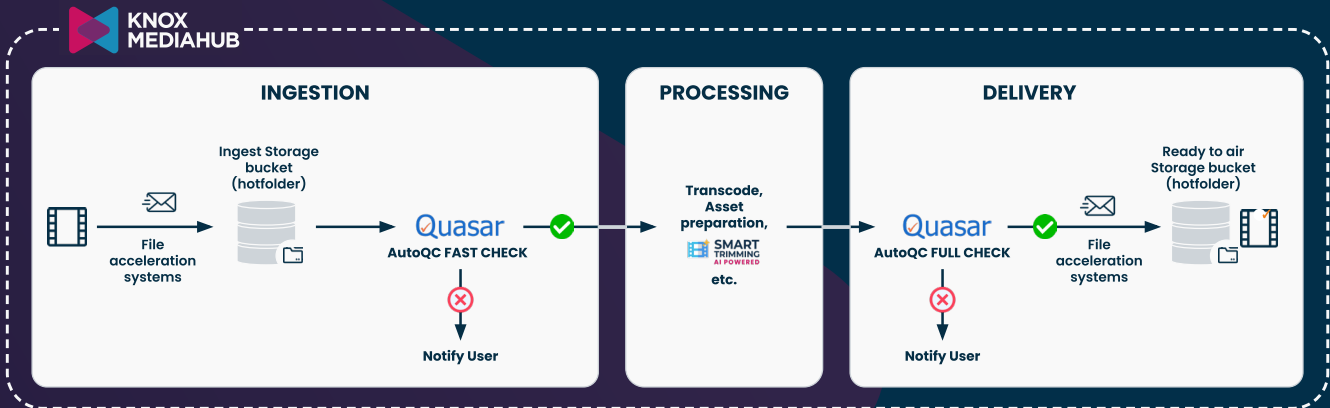 KNOX
MEDIAHUB
INGESTION
Ingest Storage
bucket
(hotfolder)
File
acceleration
systems
Quasar
AutoQC FAST CHECK
Notify User
PROCESSING
Transcode,
Asset
preparation,
SMART
TRIMMING
AI POWERED
etc.
DELIVERY
Quasar
AutoQC FULL CHECK
Notify User
File
acceleration
systems
Ready to air
Storage bucket
(hotfolder)